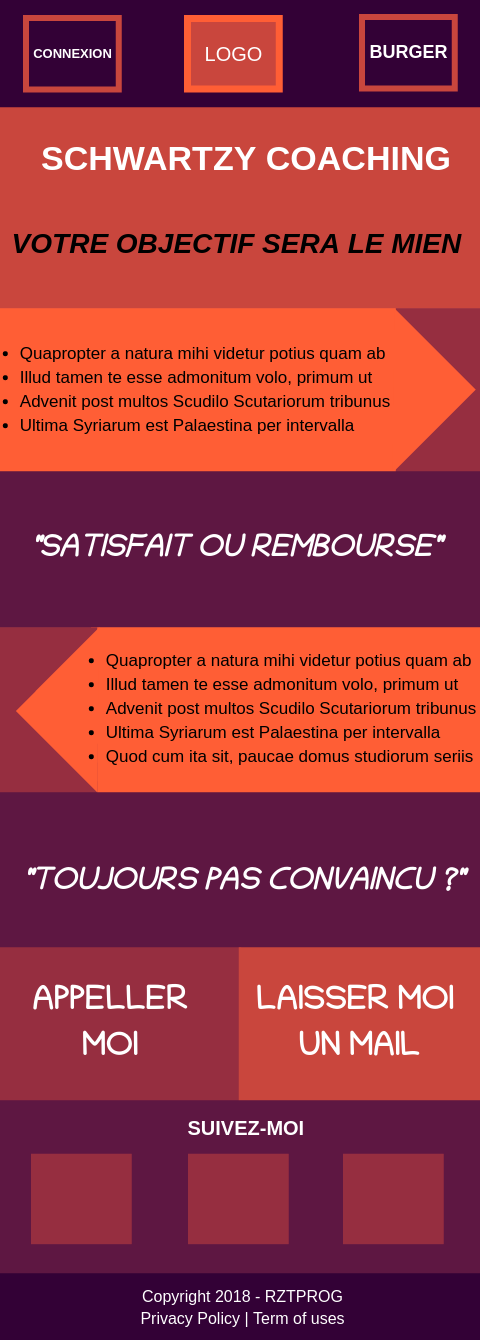 CONNEXION
LOGO
BURGER
SCHWARTZY COACHING
VOTRE OBJECTIF SERA LE MIEN
• Quapropter a natura mihi videtur potius quam ab
• Illud tamen te esse admonitum volo, primum ut
• Advenit post multos Scudilo Scutariorum tribunus
• Ultima Syriarum est Palaestina per intervalla
"SATISFAIT OU REMBOURSE"
• Quapropter a natura mihi videtur potius quam ab
• Illud tamen te esse admonitum volo, primum ut
• Advenit post multos Scudilo Scutariorum tribunus
• Ultima Syriarum est Palaestina per intervalla
• Quod cum ita sit, paucae domus studiorum seriis
"TOUJOURS PAS CONVAINCU ?"
APPELLER
MOI
LAISSER MOI
UN MAIL
SUIVEZ-MOI
Copyright 2018 - RZTPROG
Privacy Policy | Term of uses